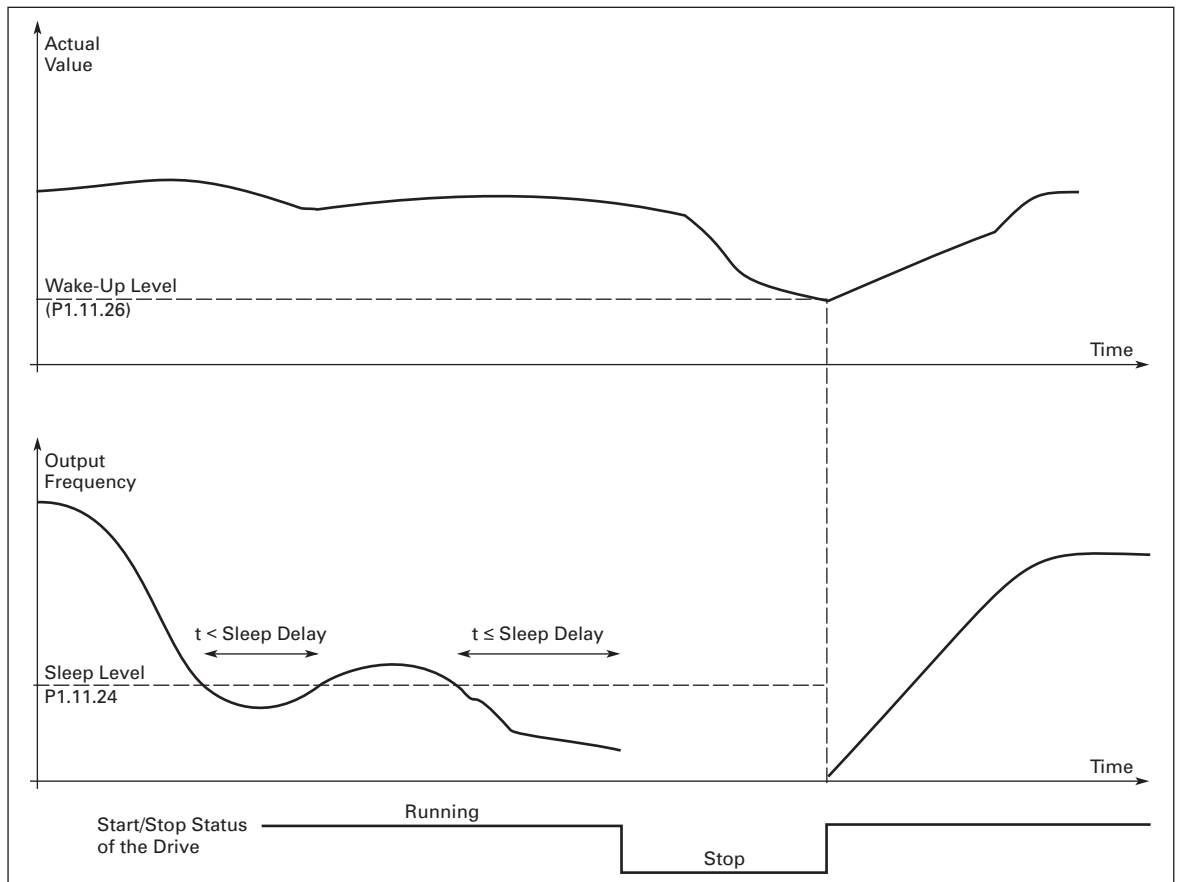 Actual
Value
Wake-Up Level
(P1.11.26)
Time
Output
Frequency
t < Sleep Delay
t ≤ Sleep Delay
Sleep Level
P1.11.24
Time
Running
Start/Stop Status
of the Drive
Stop